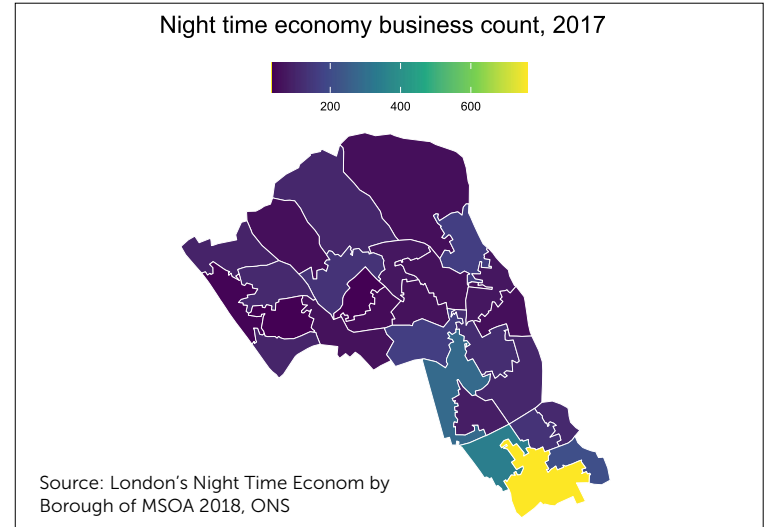 Night time economy business count, 2017
200 400 600
Source: London's Night Time Econom by
Borough of MSOA 2018, ONS